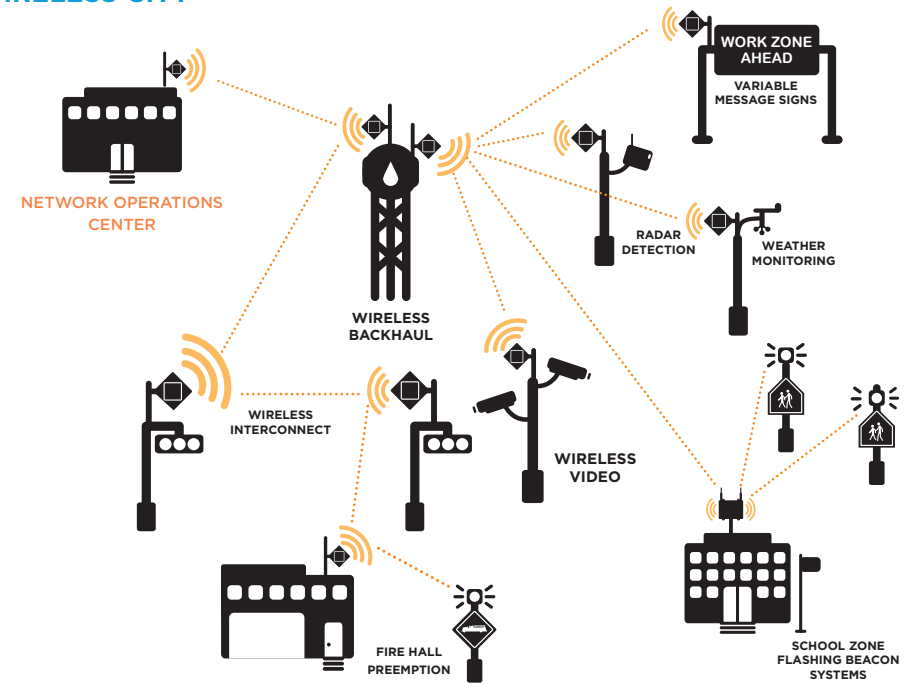 WORK ZONE
AHEAD
VARIABLE
MESSAGE SIGNS
NETWORK OPERATIONS
CENTER
RADAR
DETECTION
WEATHER
MONITORING
WIRELESS
BACKHAUL
WIRELESS
INTERCONNECT
WIRELESS
VIDEO
FIRE HALL
PREEMPTION
SCHOOL ZONE
FLASHING BEACON
SYSTEMS